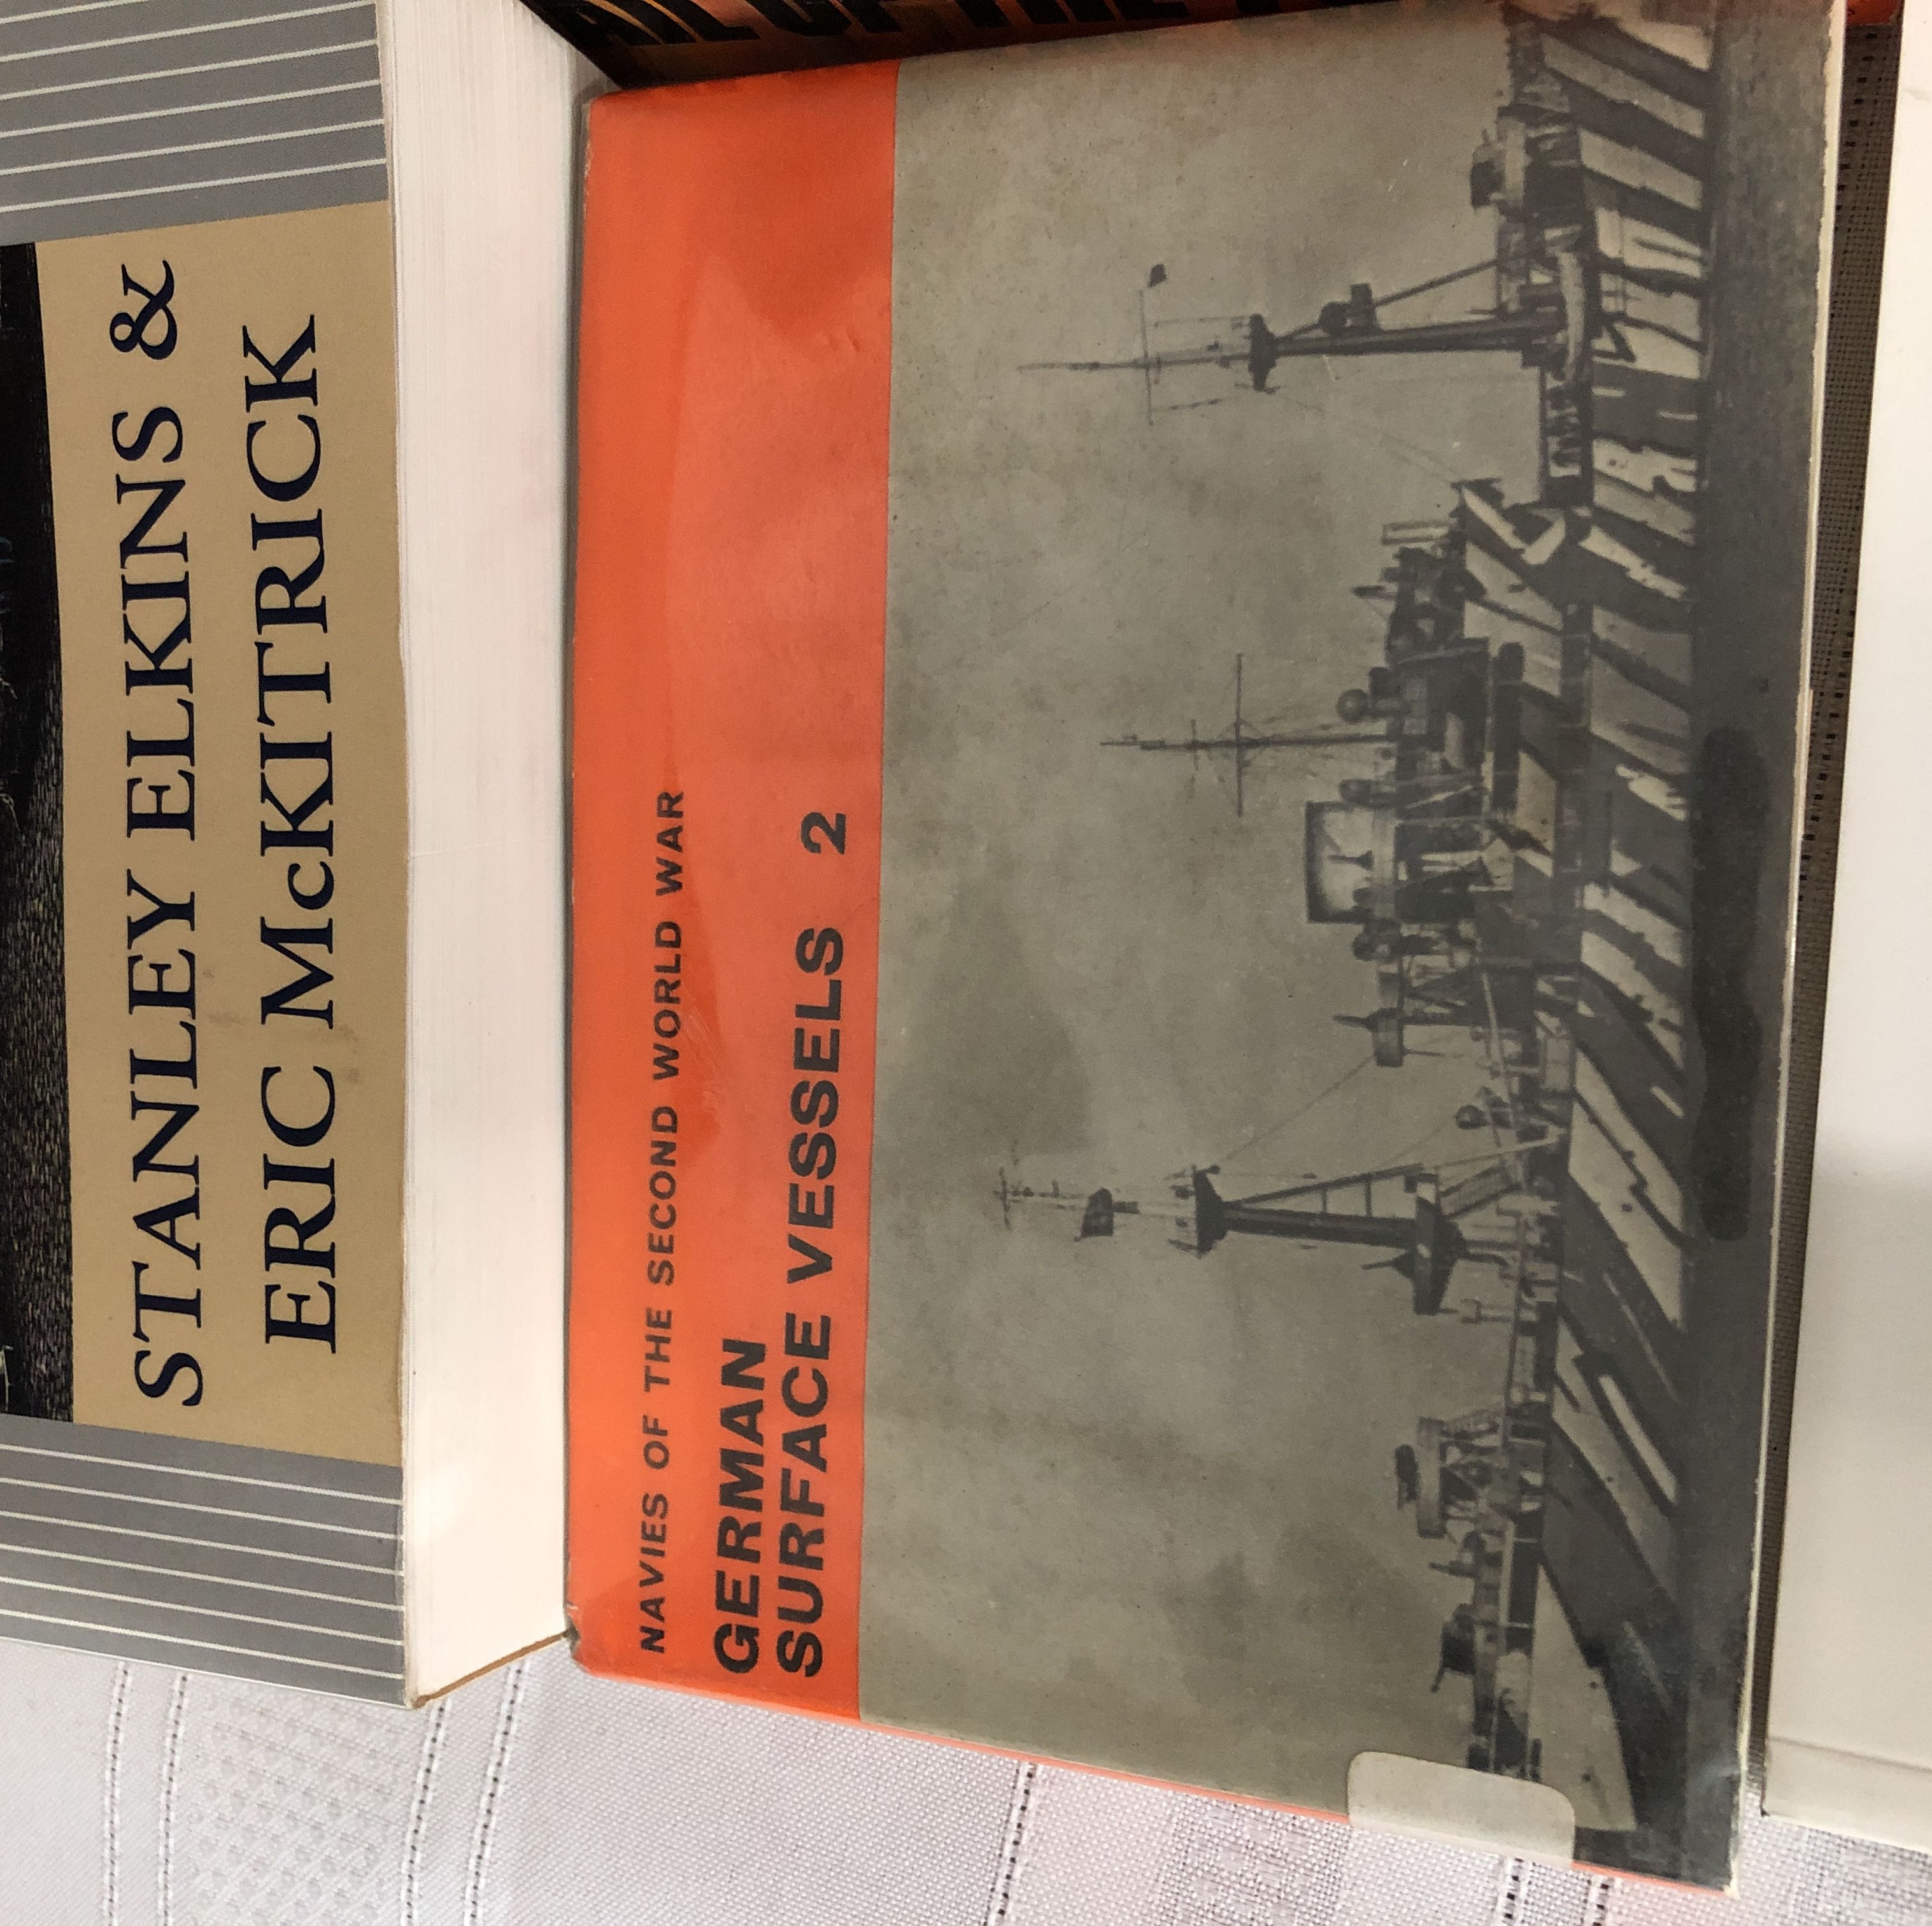 STANLEY ELKINS &
ERIC McKITRICK
NAVIES OF THE SECOND WORLD WAR
GERMAN
SURFACE VESSELS 2